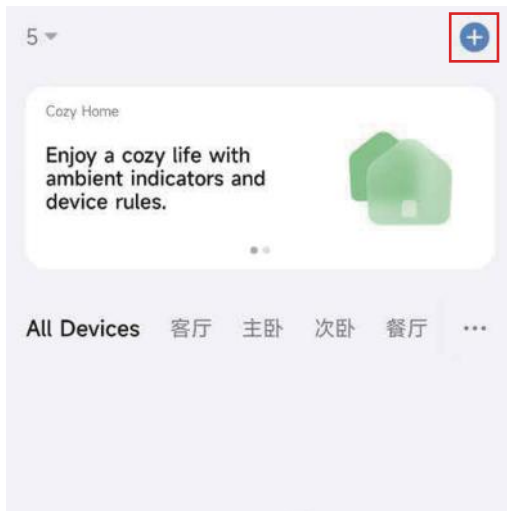 5
Cozy Home
Enjoy a cozy life with
ambient indicators and
device rules.
All Devices 客厅 主卧 次卧 餐厅 ...